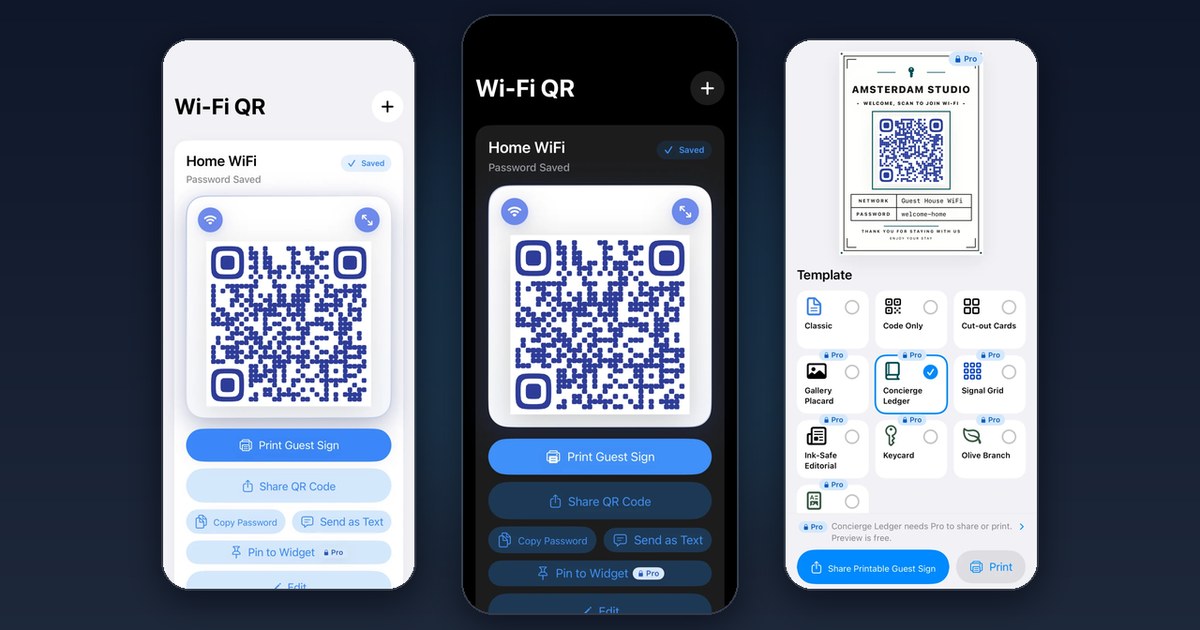 Wi-Fi QR
Home WiFi
Saved
Password Saved
Print Guest Sign
Share QR Code
Copy Password
Send as Text
Pin to Widget
Pro
Edit
Wi-Fi QR
Home WiFi
Saved
Password Saved
Print Guest Sign
Share QR Code
Copy Password
Send as Text
Pin to Widget
Pro
Edit
Pro
AMSTERDAM STUDIO
• WELCOME, SCAN TO JOIN WI-FI •
NETWORK Guest House WiFi
PASSWORD welcome-home
THANK YOU FOR STAYING WITH US
ENJOY YOUR STAY
Template
Classic
Code Only
Cut-out Cards
Pro
Pro
Pro
Gallery
Placard
Concierge
Ledger
Signal Grid
Pro
Pro
Pro
Ink-Safe
Editorial
Keycard
Olive Branch
Pro
Pro
Concierge Ledger needs Pro to share or print.
Preview is free.
Share Printable Guest Sign
Print